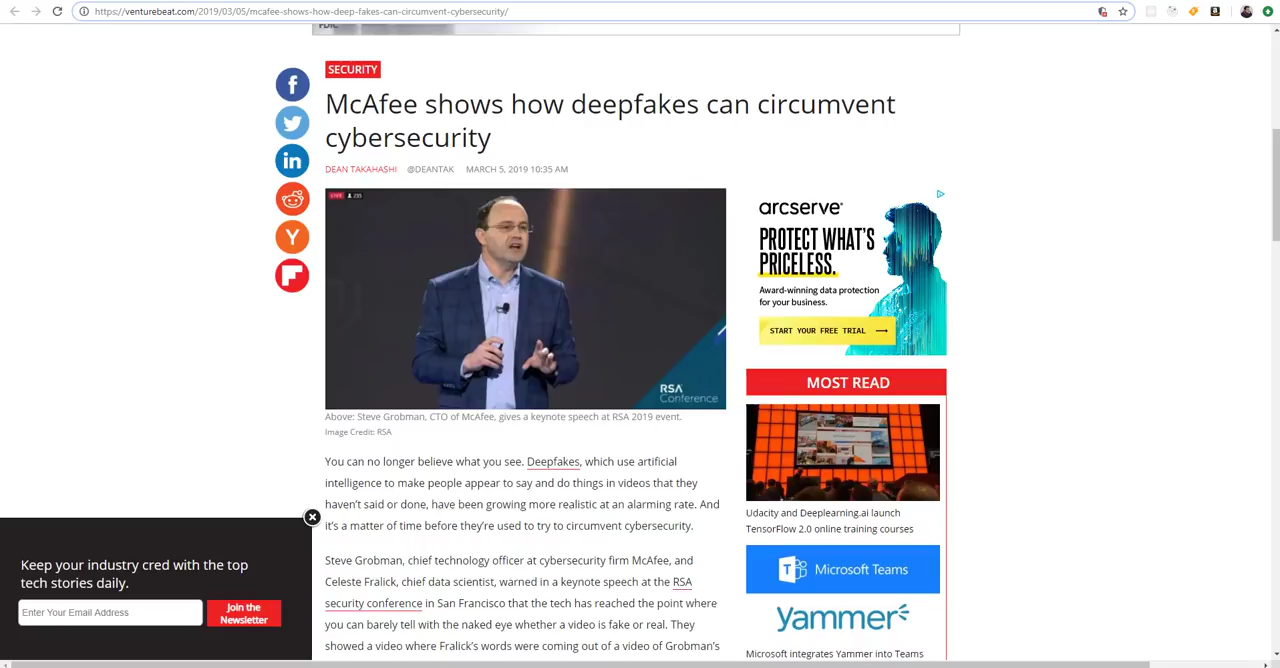 https://venturebeat.com/2019/03/05/mcafee-shows-how-deep-fakes-can-circumvent-cybersecurity/
FDIC
SECURITY
McAfee shows how deepfakes can circumvent
cybersecurity
DEAN TAKAHASHI @DEANTAK MARCH 5, 2019 10:35 AM
LIVE
RSA
Conference
Above: Steve Grobman, CTO of McAfee, gives a keynote speech at RSA 2019 event.
Image Credit: RSA
You can no longer believe what you see. Deepfakes, which use artificial
intelligence to make people appear to say and do things in videos that they
haven't said or done, have been growing more realistic at an alarming rate. And
it's a matter of time before they're used to try to circumvent cybersecurity.
Steve Grobman, chief technology officer at cybersecurity firm McAfee, and
Celeste Fralick, chief data scientist, warned in a keynote speech at the RSA
security conference in San Francisco that the tech has reached the point where
you can barely tell with the naked eye whether a video is fake or real. They
showed a video where Fralick's words were coming out of a video of Grobman's
arcserve®
PROTECT WHAT'S
PRICELESS.
Award-winning data protection
for your business.
START YOUR FREE TRIAL
MOST READ
Udacity and Deeplearning.ai launch
TensorFlow 2.0 online training courses
Microsoft Teams
yammer
Microsoft integrates Yammer into Teams
Keep your industry cred with the top
tech stories daily.
Enter Your Email Address
Join the
Newsletter